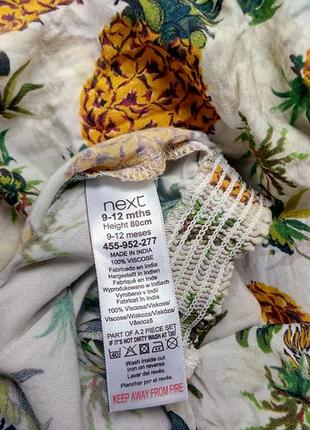 next
9-12 mths
Height 80cm
9-12 meses
455-952-277
MADE IN INDIA
100% VISCOSE
Fabricado en India
Hergestellt in Indien
Fabriqué en Inde
Wyprodukowano w Indiach
Vyrobeno v Indii
Fabricat în India
100% Viscosa/Viskose/
Viscose/Wiskoza/Viskóza/
Vâscoză
PART OF A 2 PIECE SET
IF IT'S NOT DIRTY WASH AT 30
40
Wash inside out
Iron on reverse
Lavar del revés
Planchar por el revés
KEEP AWAY FROM FIRE